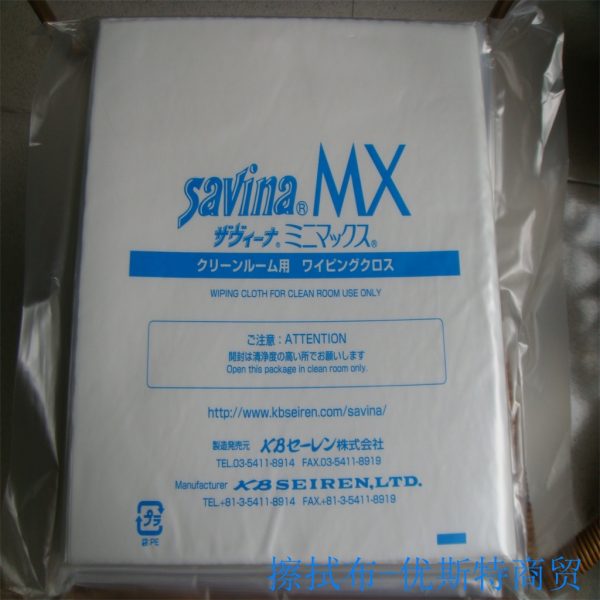 Savina® MX
ザヴィーナ® ミニマックス®
クリーンルーム用 ワイピングクロス
WIPING CLOTH FOR CLEAN ROOM USE ONLY
ご注意：ATTENTION
開封は清浄度の高い所でお願いします
Open this package in clean room only.
http://www.kbseiren.com/savina/
製造発売元 KBセーレン株式会社
TEL.03-5411-8914 FAX.03-5411-8919
Manufacturer KB SEIREN,LTD.
TEL.+81-3-5411-8914 FAX.+81-3-5411-8919
プラ
袋:PE
擦拭布-优斯特商贸